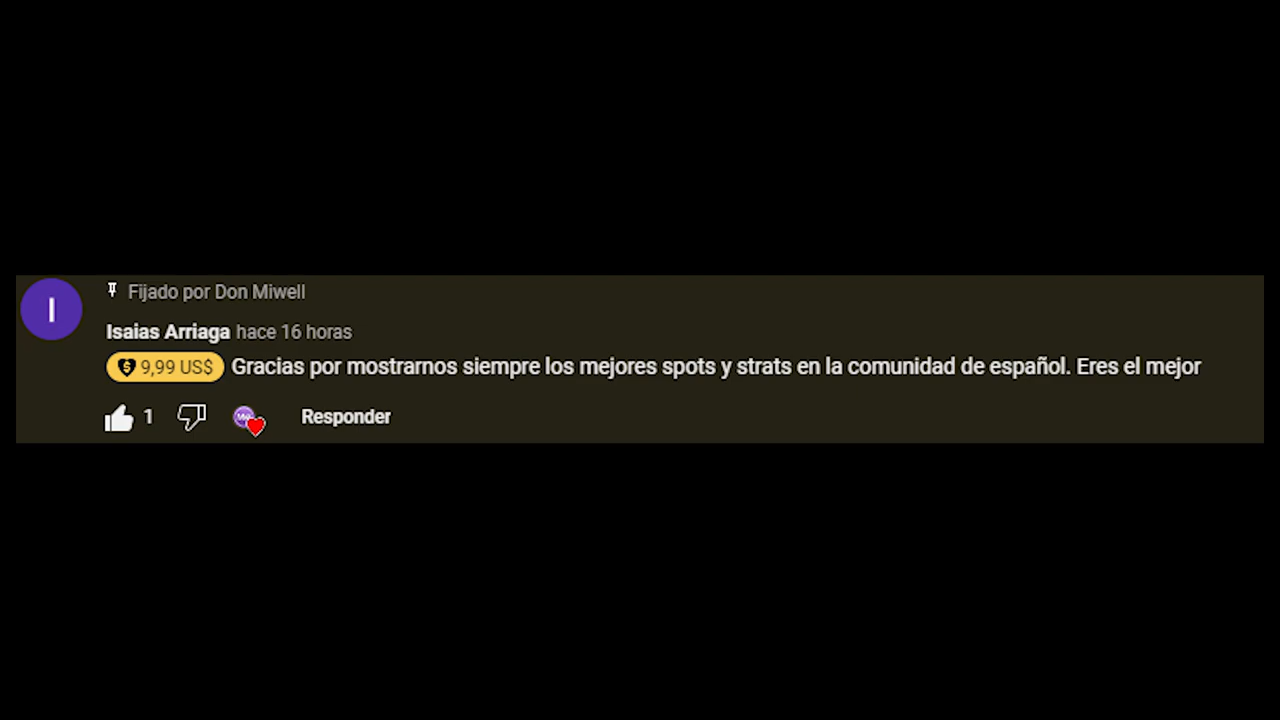 I
Fijado por Don Miwell
Isaias Arriaga hace 16 horas
9,99 US$ Gracias por mostrarnos siempre los mejores spots y strats en la comunidad de español. Eres el mejor
1 Responder